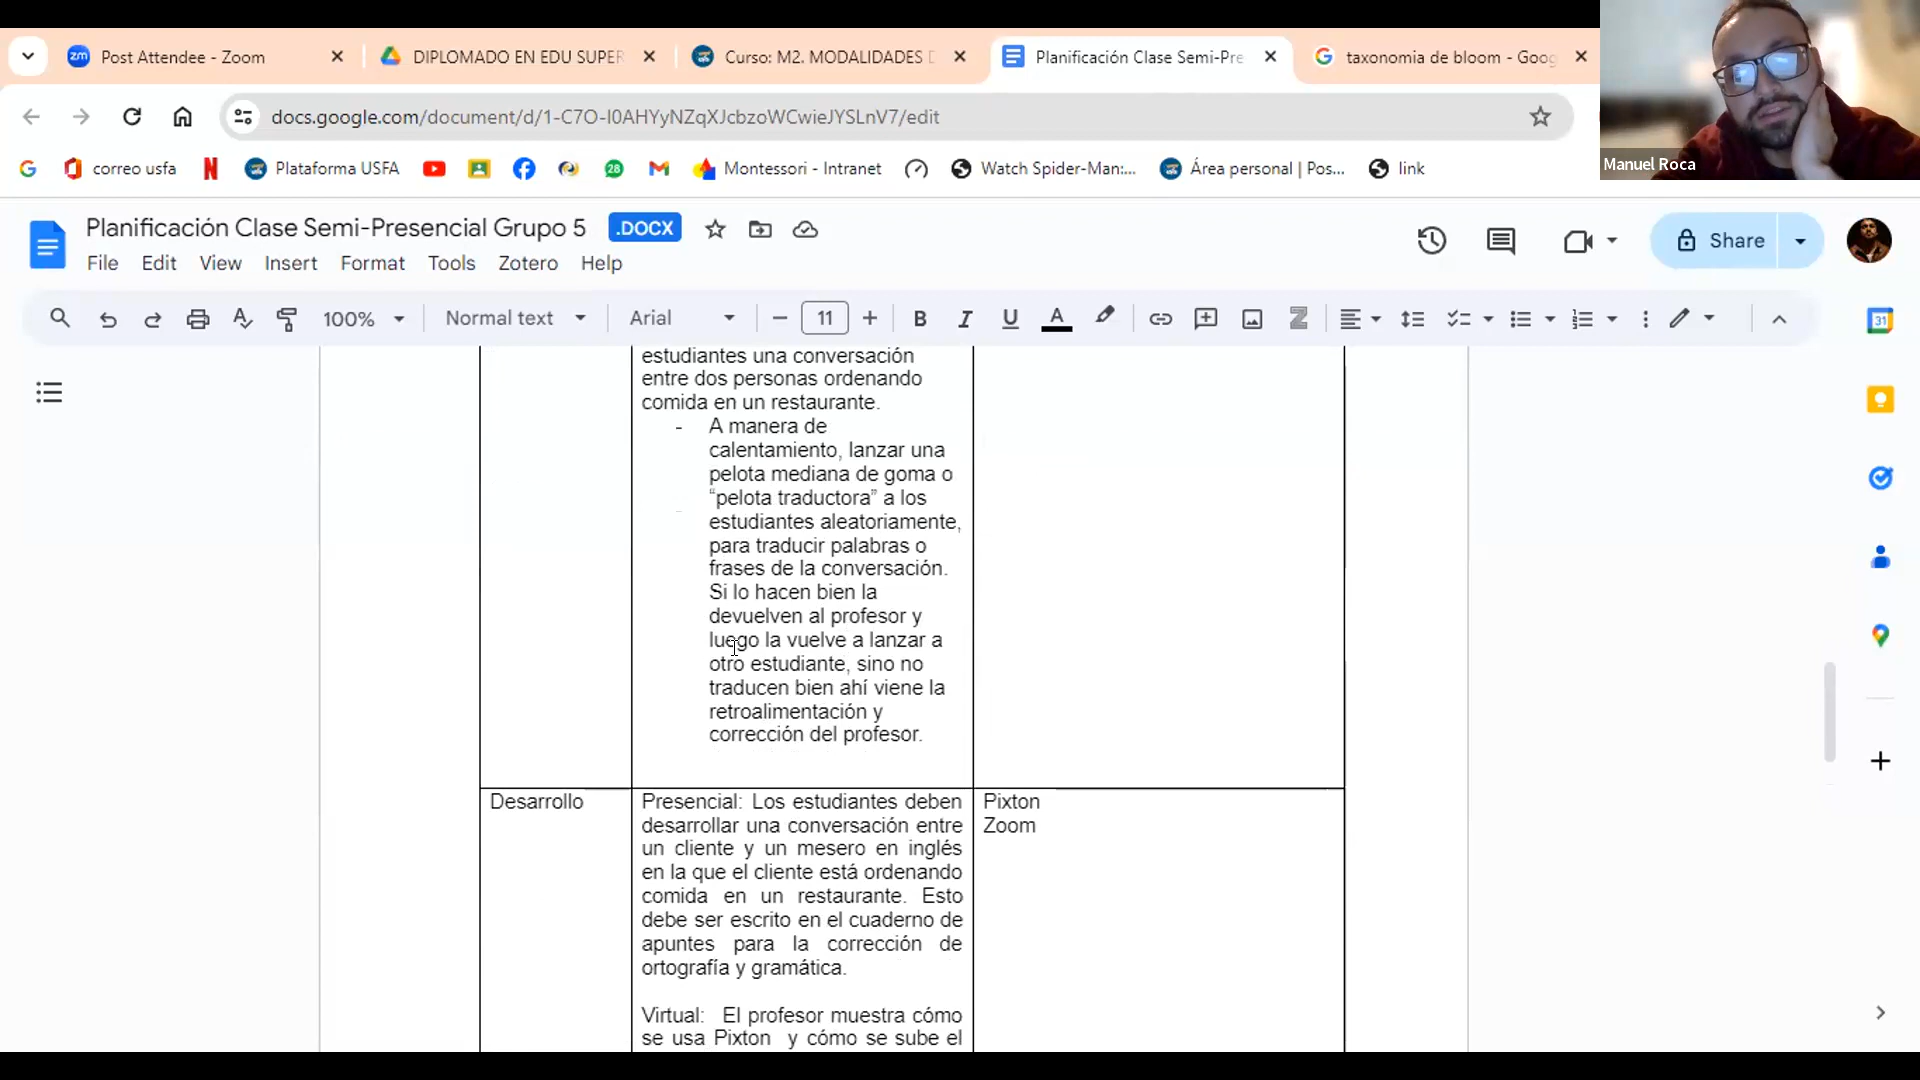 Post Attendee - Zoom
DIPLOMADO EN EDU SUPER
Curso: M2. MODALIDADES D
Planificación Clase Semi-Pre
taxonomia de bloom - Goog
docs.google.com/document/d/1-C7O-I0AHYyNZqXJcbzoWCwieJYSLnV7/edit
Manuel Roca
correo usfa
Plataforma USFA
Montessori - Intranet
Watch Spider-Man:...
Área personal | Pos...
link
Planificación Clase Semi-Presencial Grupo 5
.DOCX
Share
File Edit View Insert Format Tools Zotero Help
100%
Normal text
Arial
11
estudiantes una conversación
entre dos personas ordenando
comida en un restaurante.
- A manera de
calentamiento, lanzar una
pelota mediana de goma o
“pelota traductora” a los
estudiantes aleatoriamente,
para traducir palabras o
frases de la conversación.
Si lo hacen bien la
devuelven al profesor y
luego la vuelve a lanzar a
otro estudiante, sino no
traducen bien ahí viene la
retroalimentación y
corrección del profesor.
Desarrollo
Presencial: Los estudiantes deben
desarrollar una conversación entre
un cliente y un mesero en inglés
en la que el cliente está ordenando
comida en un restaurante. Esto
debe ser escrito en el cuaderno de
apuntes para la corrección de
ortografía y gramática.
Virtual: El profesor muestra cómo
se usa Pixton y cómo se sube el
Pixton
Zoom